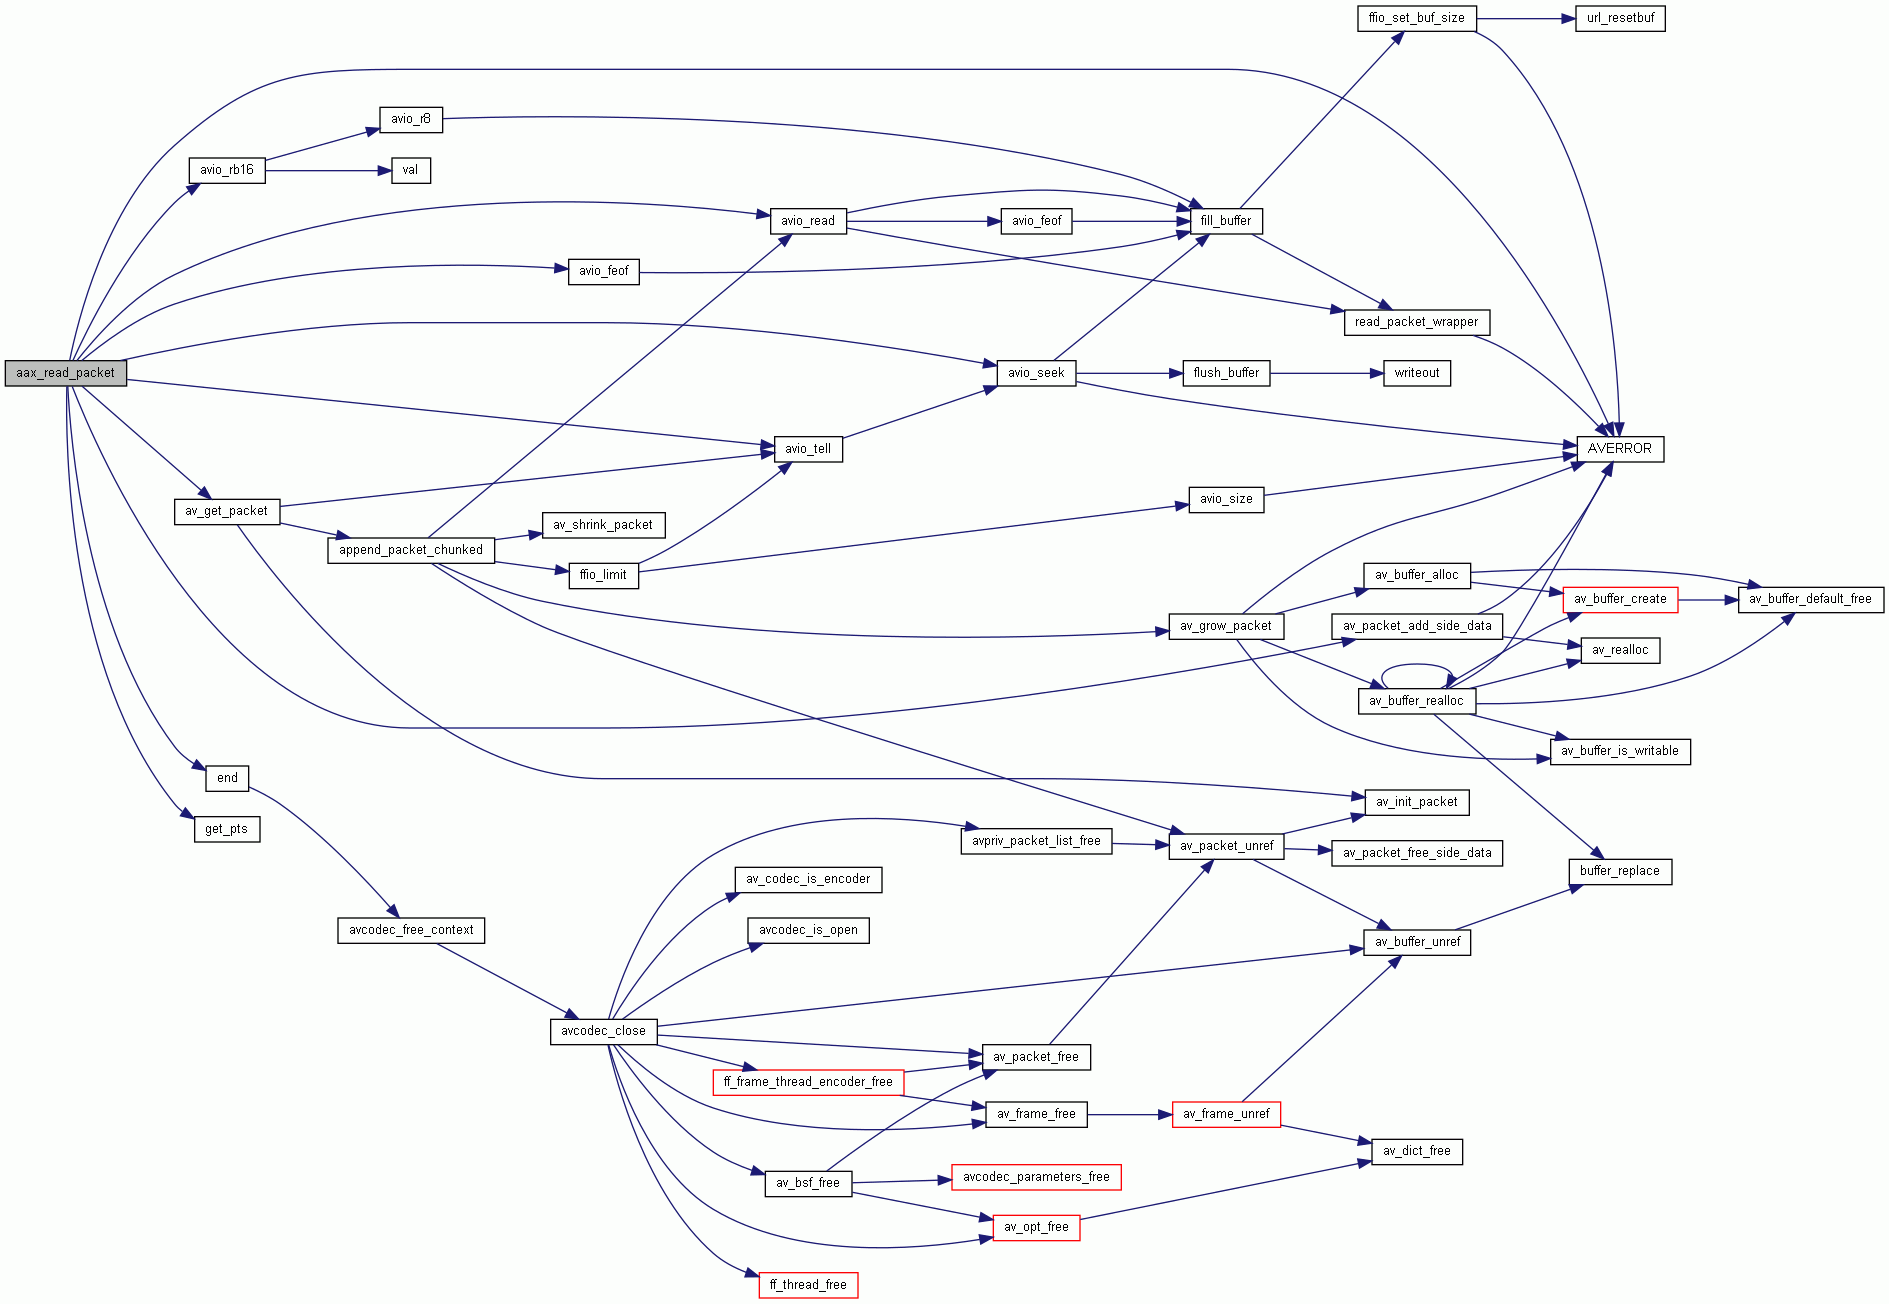 ffio_set_buf_size
url_resetbuf
avio_r8
avio_rb16
val
avio_read
avio_feof
fill_buffer
avio_feof
read_packet_wrapper
aax_read_packet
avio_seek
flush_buffer
writeout
avio_tell
AVERROR
av_get_packet
avio_size
av_shrink_packet
append_packet_chunked
ffio_limit
av_buffer_alloc
av_buffer_create
av_buffer_default_free
av_grow_packet
av_packet_add_side_data
av_realloc
av_buffer_realloc
av_buffer_is_writable
end
av_init_packet
get_pts
avpriv_packet_list_free
av_packet_unref
av_packet_free_side_data
av_codec_is_encoder
buffer_replace
avcodec_free_context
avcodec_is_open
av_buffer_unref
avcodec_close
av_packet_free
ff_frame_thread_encoder_free
av_frame_free
av_frame_unref
av_dict_free
av_bsf_free
avcodec_parameters_free
av_opt_free
ff_thread_free